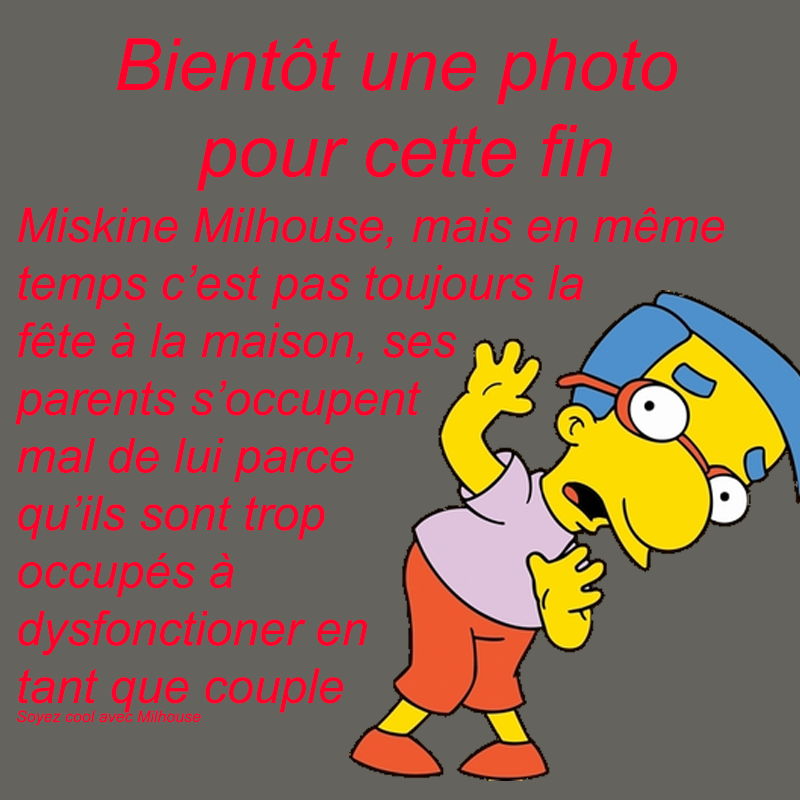 Bientôt une photo
pour cette fin
Miskine Milhouse, mais en même
temps c’est pas toujours la
fête à la maison, ses
parents s’occupent
mal de lui parce
qu’ils sont trop
occupés à
dysfonctioner en
tant que couple
Soyez cool avec Milhouse